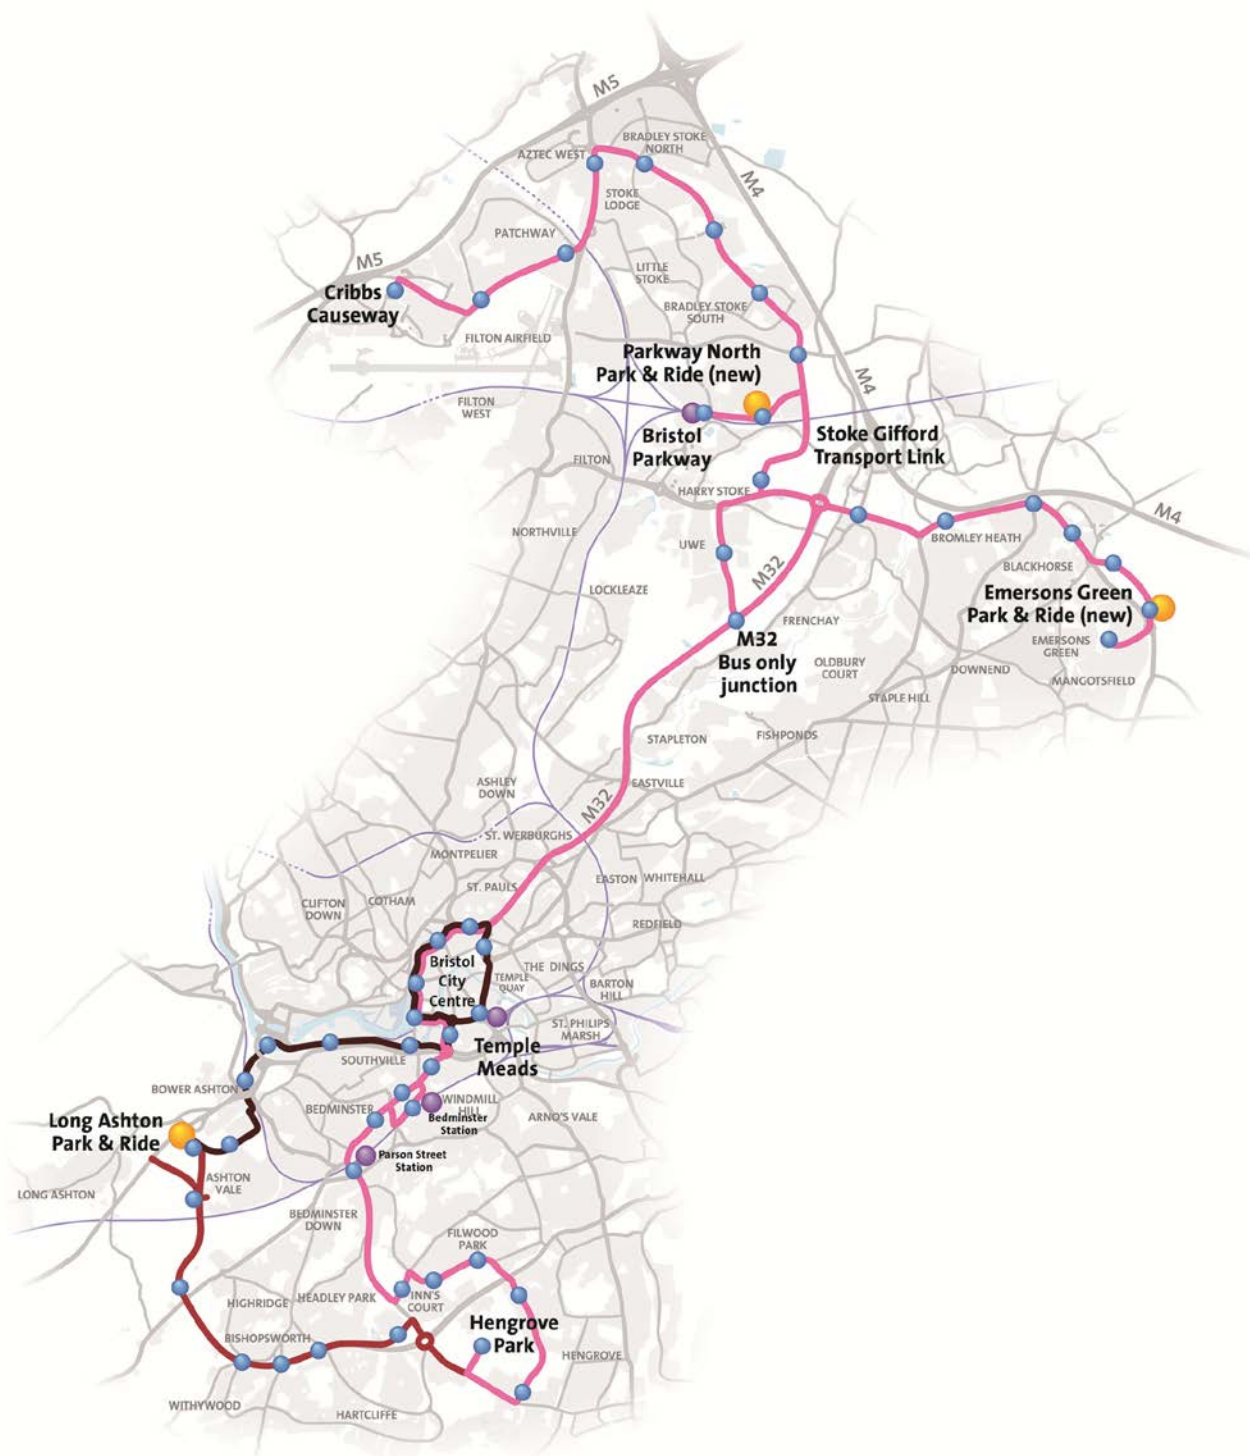 M5
BRADLEY STOKE
NORTH
AZTEC WEST
M4
STOKE
LODGE
PATCHWAY
M5
LITTLE
STOKE
Cribbs
Causeway
BRADLEY STOKE
SOUTH
FILTON AIRFIELD
Parkway North
Park & Ride (new)
M4
FILTON
WEST
Bristol
Parkway
Stoke Gifford
Transport Link
FILTON
HARRY STOKE
M4
NORTHVILLE
UWE
BROMLEY HEATH
M32
BLACKHORSE
LOCKLEAZE
Emersons Green
Park & Ride (new)
FRENCHAY
M32
Bus only
junction
EMERSONS
GREEN
OLDBURY
COURT
DOWNEND
MANGOTSFIELD
STAPLE HILL
STAPLETON
FISHPONDS
ASHLEY
DOWN
EASTVILLE
M32
ST. WERBURGHS
MONTPELIER
ST. PAULS
EASTON
WHITEHALL
CLIFTON
DOWN
COTHAM
REDFIELD
Bristol
City
Centre
TEMPLE
QUAY
THE DINGS
BARTON
HILL
ST. PHILIPS
MARSH
Temple
Meads
SOUTHVILLE
BOWER ASHTON
BEDMINSTER
WINDMILL
HILL
Bedminster
Station
ARNO'S VALE
Long Ashton
Park & Ride
Parson Street
Station
LONG ASHTON
ASHTON
VALE
BEDMINSTER
DOWN
FILWOOD
PARK
HIGHRIDGE
HEADLEY PARK
INN'S
COURT
BISHOPSWORTH
Hengrove
Park
HENGROVE
WITHYWOOD
HARTCLIFFE